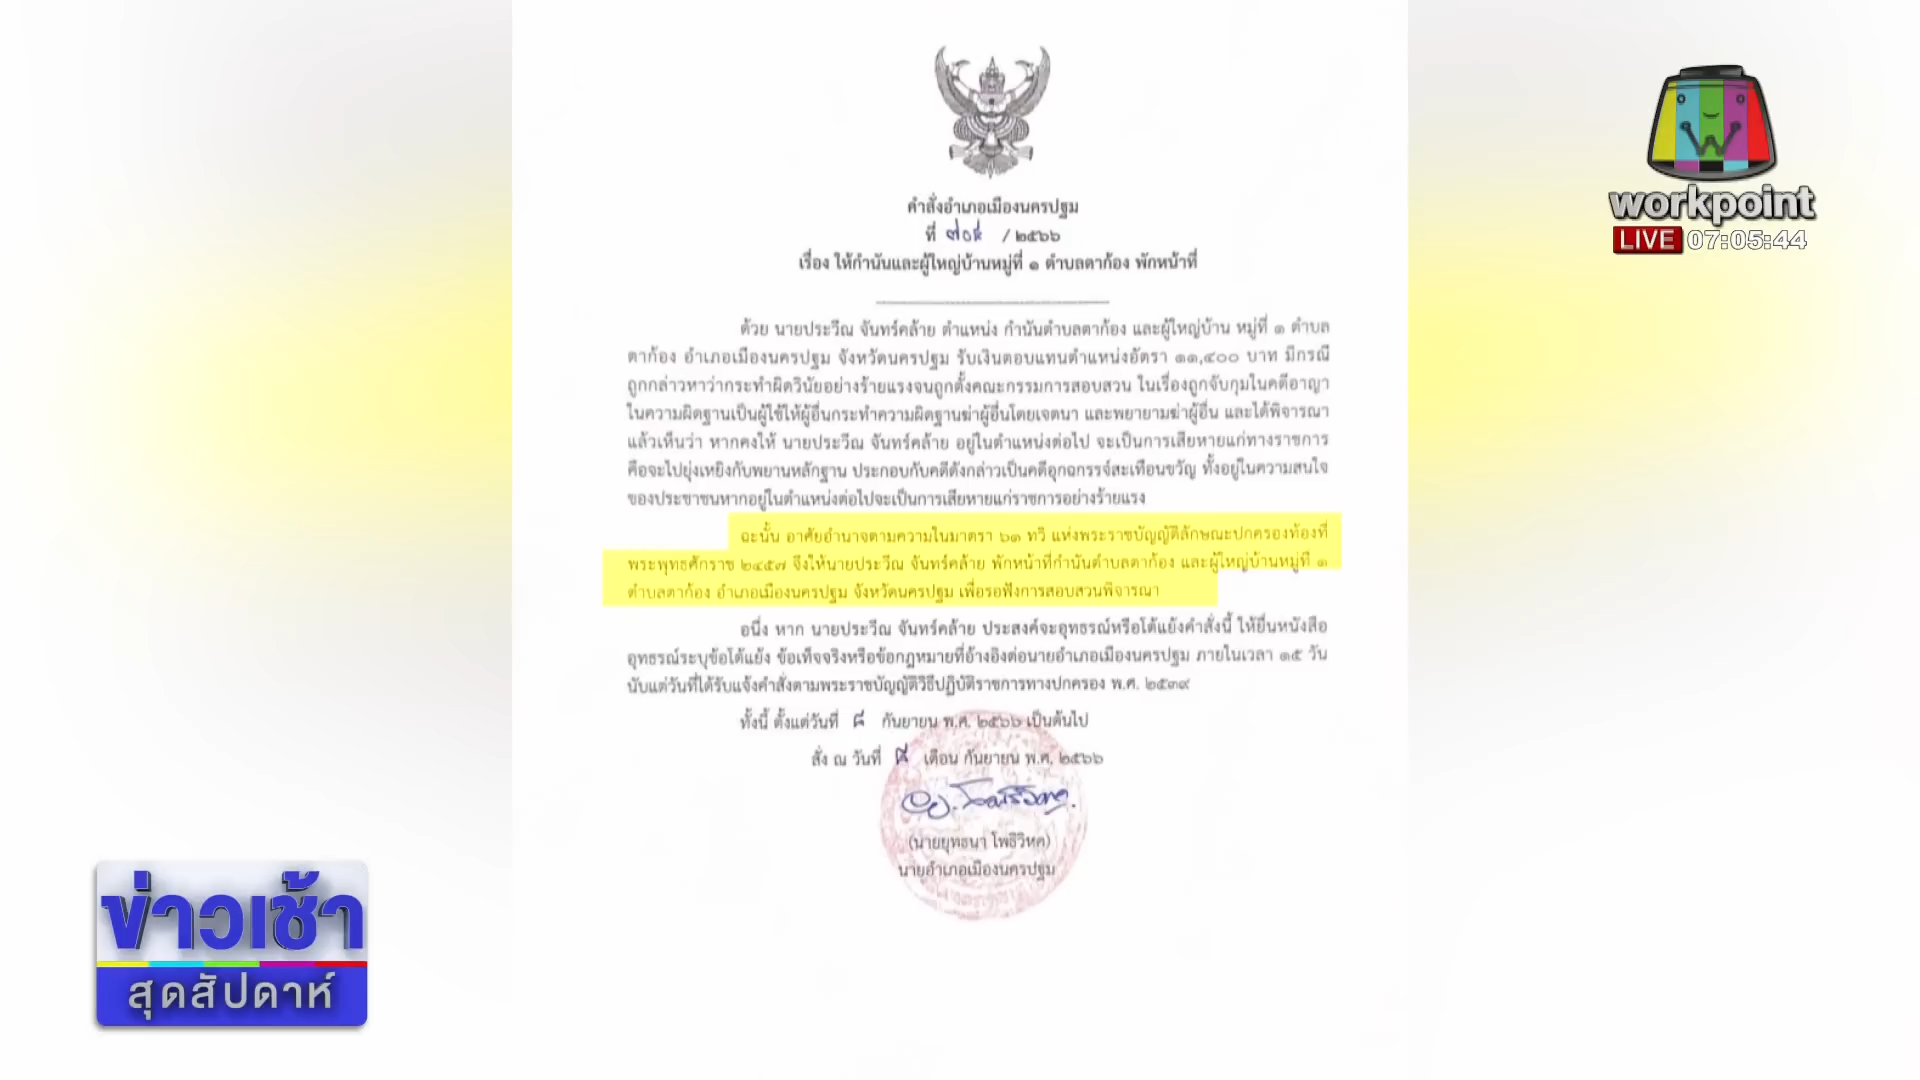 คำสั่งอำเภอเมืองนครปฐม
ที่ ๗๐๕ / ๒๕๖๖
เรื่อง ให้กำนันและผู้ใหญ่บ้านหมู่ที่ ๑ ตำบลตาก้อง พักหน้าที่
ด้วย นายประวีณ จันทร์คล้าย ตำแหน่ง กำนันตำบลตาก้อง และผู้ใหญ่บ้าน หมู่ที่ ๑ ตำบล
ตาก้อง อำเภอเมืองนครปฐม จังหวัดนครปฐม รับเงินตอบแทนตำแหน่งอัตรา ๑๑,๔๐๐ บาท มีกรณี
ถูกกล่าวหาว่ากระทำผิดวินัยอย่างร้ายแรงจนถูกตั้งคณะกรรมการสอบสวน ในเรื่องถูกจับกุมในคดีอาญา
ในความผิดฐานเป็นผู้ใช้ให้ผู้อื่นกระทำความผิดฐานฆ่าผู้อื่นโดยเจตนา และพยายามฆ่าผู้อื่น และได้พิจารณา
แล้วเห็นว่า หากคงให้ นายประวีณ จันทร์คล้าย อยู่ในตำแหน่งต่อไป จะเป็นการเสียหายแก่ทางราชการ
คือจะไปยุ่งเหยิงกับพยานหลักฐาน ประกอบกับคดีดังกล่าวเป็นคดีอุกฉกรรจ์สะเทือนขวัญ ทั้งอยู่ในความสนใจ
ของประชาชนหากอยู่ในตำแหน่งต่อไปจะเป็นการเสียหายแก่ราชการอย่างร้ายแรง
ฉะนั้น อาศัยอำนาจตามความในมาตรา ๖๑ ทวิ แห่งพระราชบัญญัติลักษณะปกครองท้องที่
พระพุทธศักราช ๒๔๕๗ จึงให้นายประวีณ จันทร์คล้าย พักหน้าที่กำนันตำบลตาก้อง และผู้ใหญ่บ้านหมู่ที่ ๑
ตำบลตาก้อง อำเภอเมืองนครปฐม จังหวัดนครปฐม เพื่อรอฟังการสอบสวนพิจารณา
อนึ่ง หาก นายประวีณ จันทร์คล้าย ประสงค์จะอุทธรณ์หรือโต้แย้งคำสั่งนี้ ให้ยื่นหนังสือ
อุทธรณ์ระบุข้อโต้แย้ง ข้อเท็จจริงหรือข้อกฎหมายที่อ้างอิงต่อนายอำเภอเมืองนครปฐม ภายในเวลา ๑๕ วัน
นับแต่วันที่ได้รับแจ้งคำสั่งตามพระราชบัญญัติวิธีปฏิบัติราชการทางปกครอง พ.ศ. ๒๕๓๙
ทั้งนี้ ตั้งแต่วันที่ ๘ กันยายน พ.ศ. ๒๕๖๖ เป็นต้นไป
สั่ง ณ วันที่ ๘ เดือน กันยายน พ.ศ. ๒๕๖๖
(นายยุทธนา โพธิวิหค)
นายอำเภอเมืองนครปฐม
workpoint
LIVE 07:05:44
ข่าวเช้า
สุดสัปดาห์